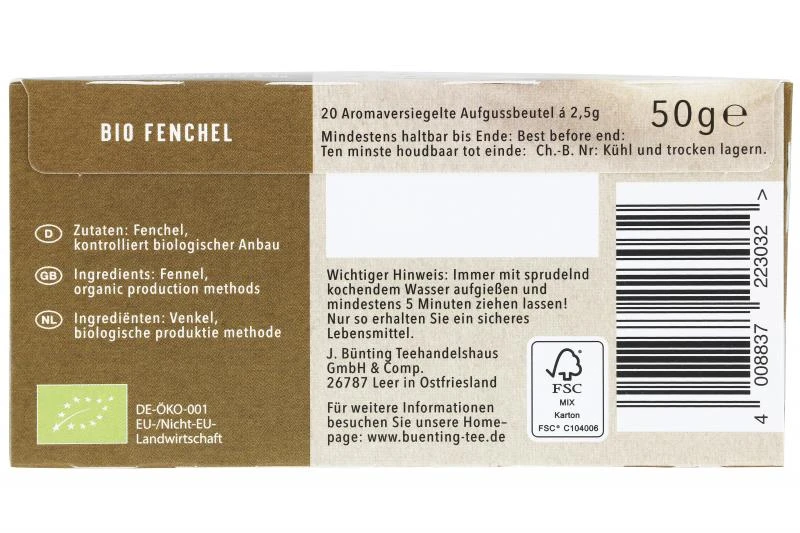 BIO FENCHEL
20 Aromaversiegelte Aufgussbeutel á 2,5g
50g℮
Mindestens haltbar bis Ende: Best before end:
Ten minste houdbaar tot einde: Ch.-B. Nr: Kühl und trocken lagern.
D Zutaten: Fenchel,
kontrolliert biologischer Anbau
GB Ingredients: Fennel,
organic production methods
NL Ingrediënten: Venkel,
biologische produktie methode
DE-ÖKO-001
EU-/Nicht-EU-
Landwirtschaft
Wichtiger Hinweis: Immer mit sprudelnd
kochendem Wasser aufgießen und
mindestens 5 Minuten ziehen lassen!
Nur so erhalten Sie ein sicheres
Lebensmittel.
J. Bünting Teehandelshaus
GmbH & Comp.
26787 Leer in Ostfriesland
Für weitere Informationen
besuchen Sie unsere Home-
page: www.buenting-tee.de
FSC
MIX
Karton
FSC® C104006
4 008837 223032 >